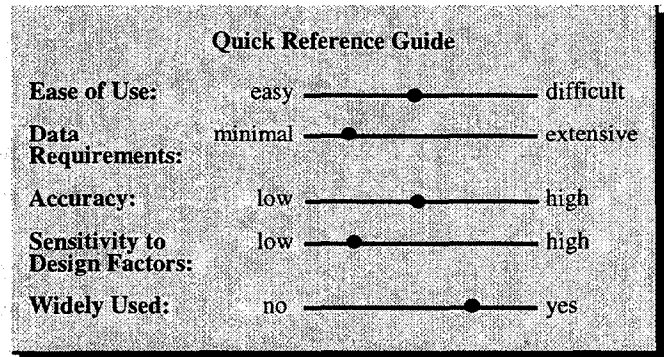 Quick Reference Guide
Ease of Use: easy difficult
Data
Requirements: minimal extensive
Accuracy: low high
Sensitivity to
Design Factors: low high
Widely Used: no yes